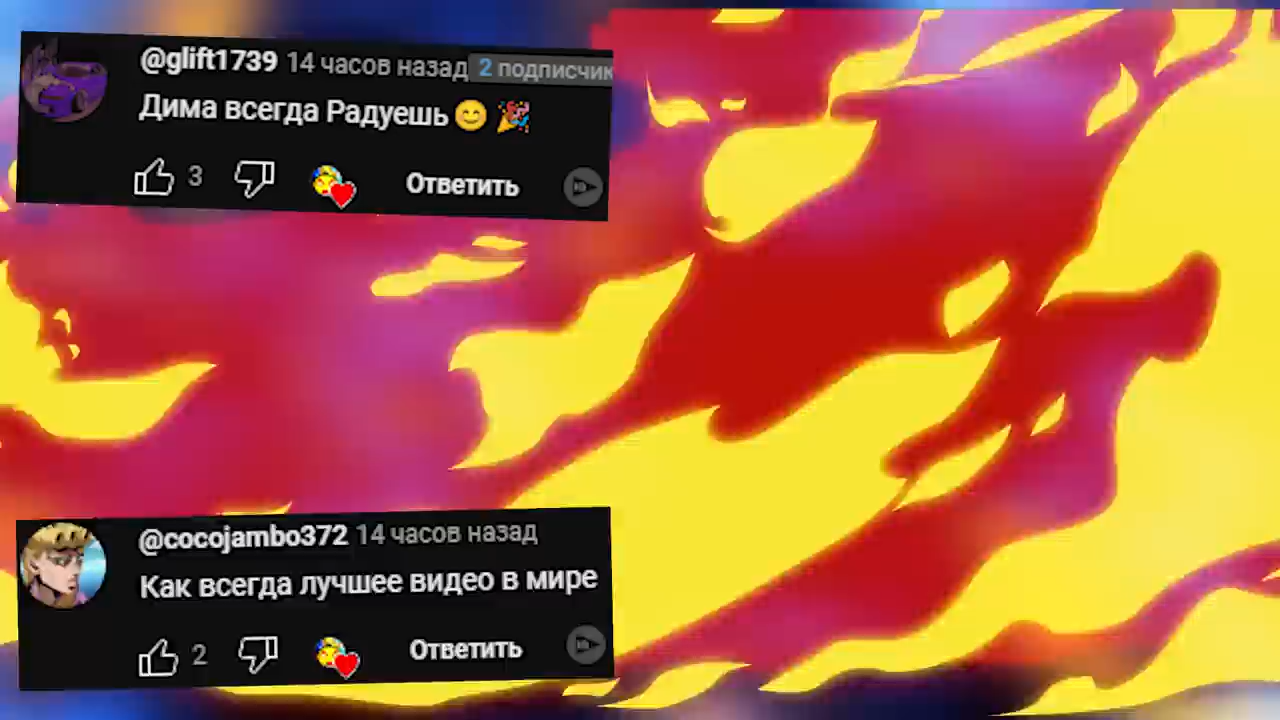 @glift1739 14 часов назад 2 подписчик
Дима всегда Радуешь 😊 🎉
3 Ответить
@cocojambo372 14 часов назад
Как всегда лучшее видео в мире
2 Ответить